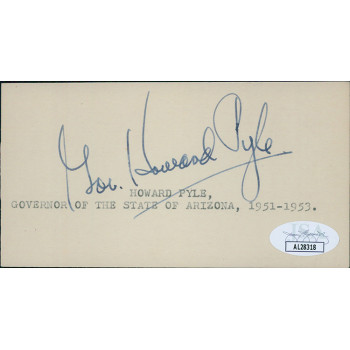 Gov. Howard Pyle.
HOWARD PYLE,
GOVERNOR OF THE STATE OF ARIZONA, 1951-1953.
JSA
AL28318